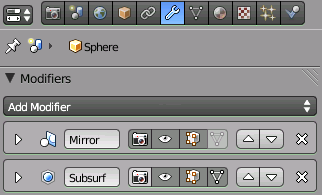 Sphere
Modifiers
Add Modifier
Mirror
Subsurf